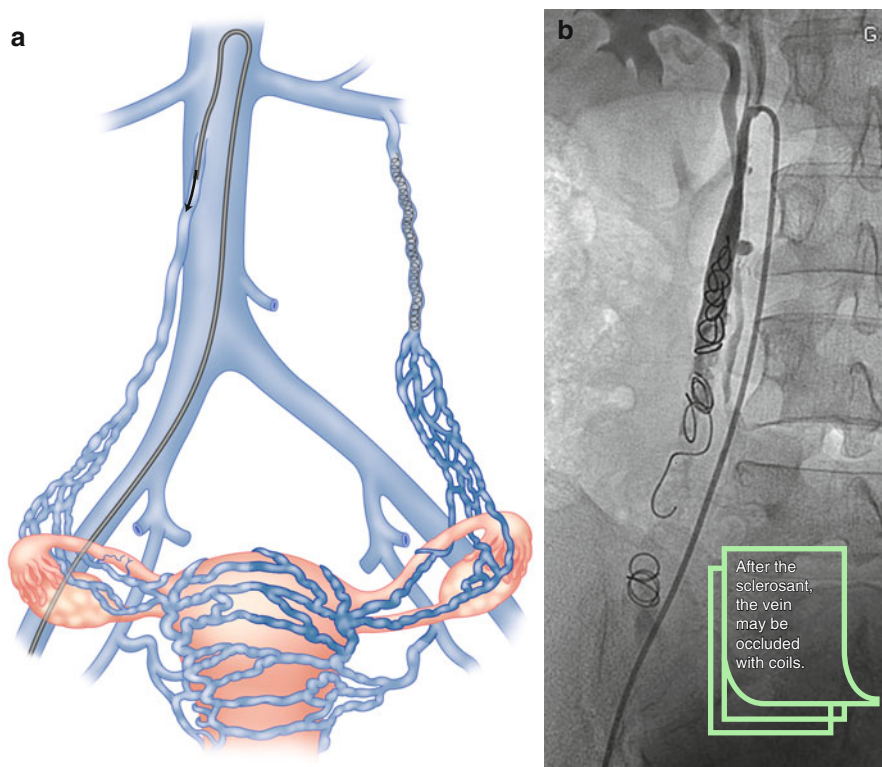 a
b
G
After the
sclerosant,
the vein
may be
occluded
with coils.